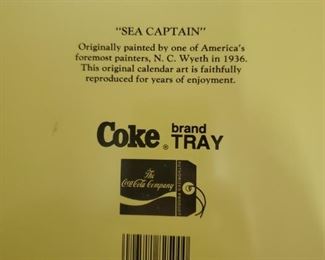 "SEA CAPTAIN"
Originally painted by one of America's
foremost painters, N. C. Wyeth in 1936.
This original calendar art is faithfully
reproduced for years of enjoyment.
Coke ® brand
TRAY
The
Coca-Cola Company